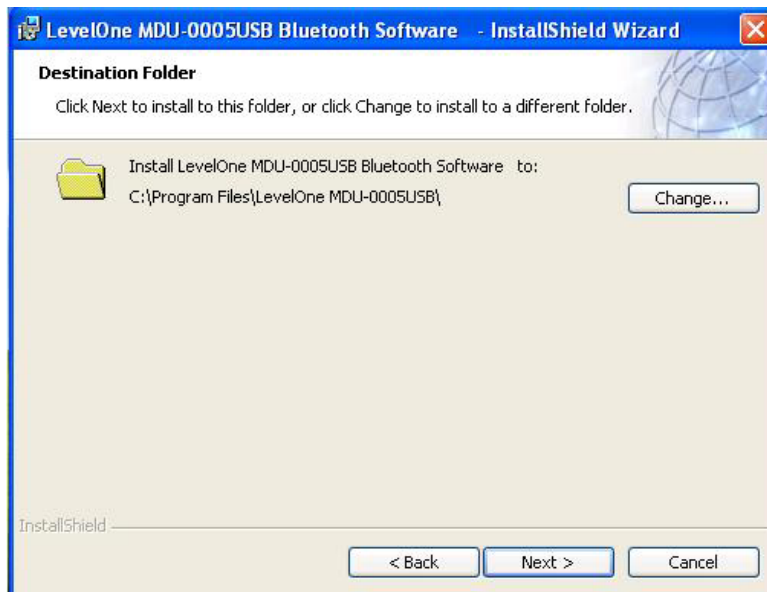 LevelOne MDU-0005USB Bluetooth Software - InstallShield Wizard
Destination Folder
Click Next to install to this folder, or click Change to install to a different folder.
Install LevelOne MDU-0005USB Bluetooth Software to:
C:\Program Files\LevelOne MDU-0005USB\
Change...
InstallShield
< Back
Next >
Cancel